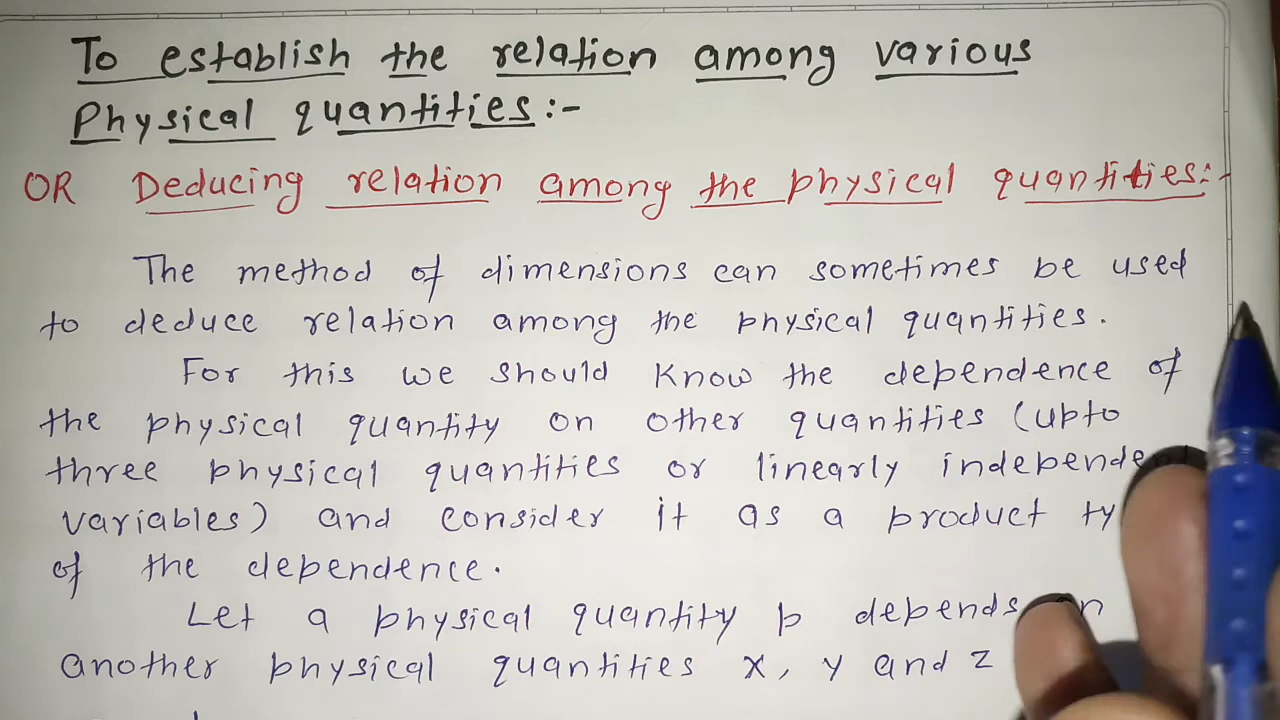 To establish the relation among various
Physical quantities:-
OR Deducing relation among the physical quantities:-
The method of dimensions can sometimes be used
to deduce relation among the physical quantities.
For this we should know the dependence of
the physical quantity on other quantities (upto
three physical quantities or linearly
variables) and consider it as a product
of the dependence.
Let a physical quantity p depends on
another physical quantities x, y and z